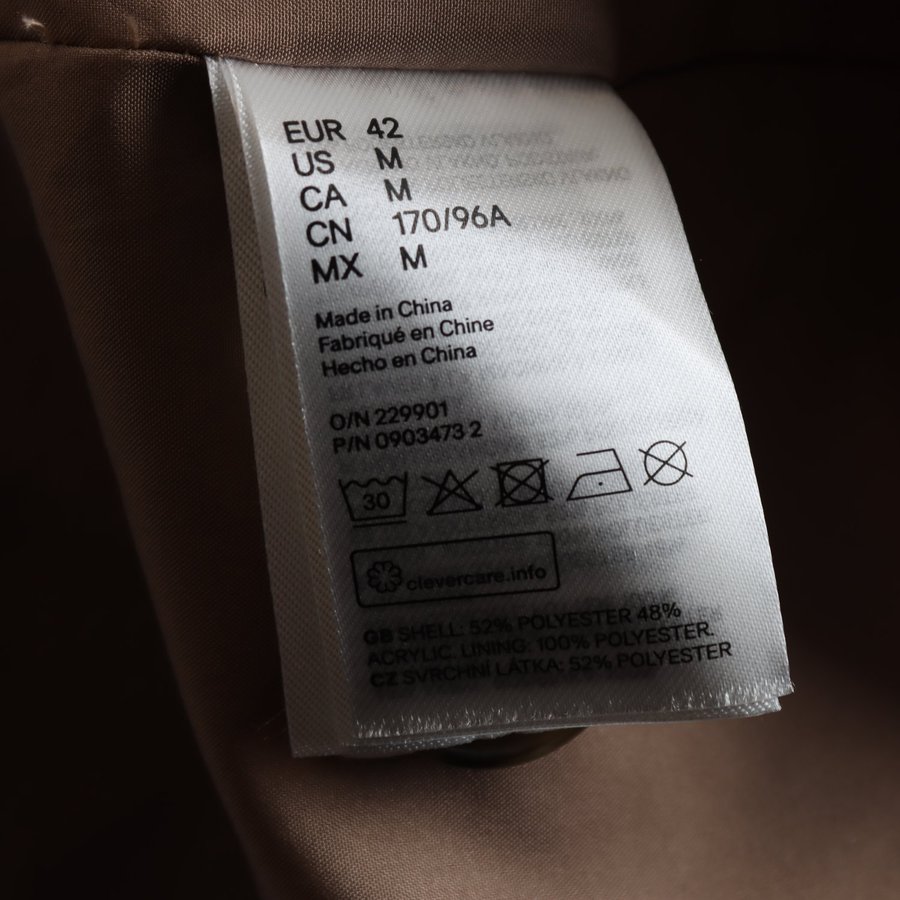 EUR 42
US M
CA M
CN 170/96A
MX M
Made in China
Fabriqué en Chine
Hecho en China
O/N 229901
P/N 0903473 2
30
clevercare.info
GB SHELL: 52% POLYESTER 48%
ACRYLIC. LINING: 100% POLYESTER.
CZ SVRCHNÍ LÁTKA: 52% POLYESTER